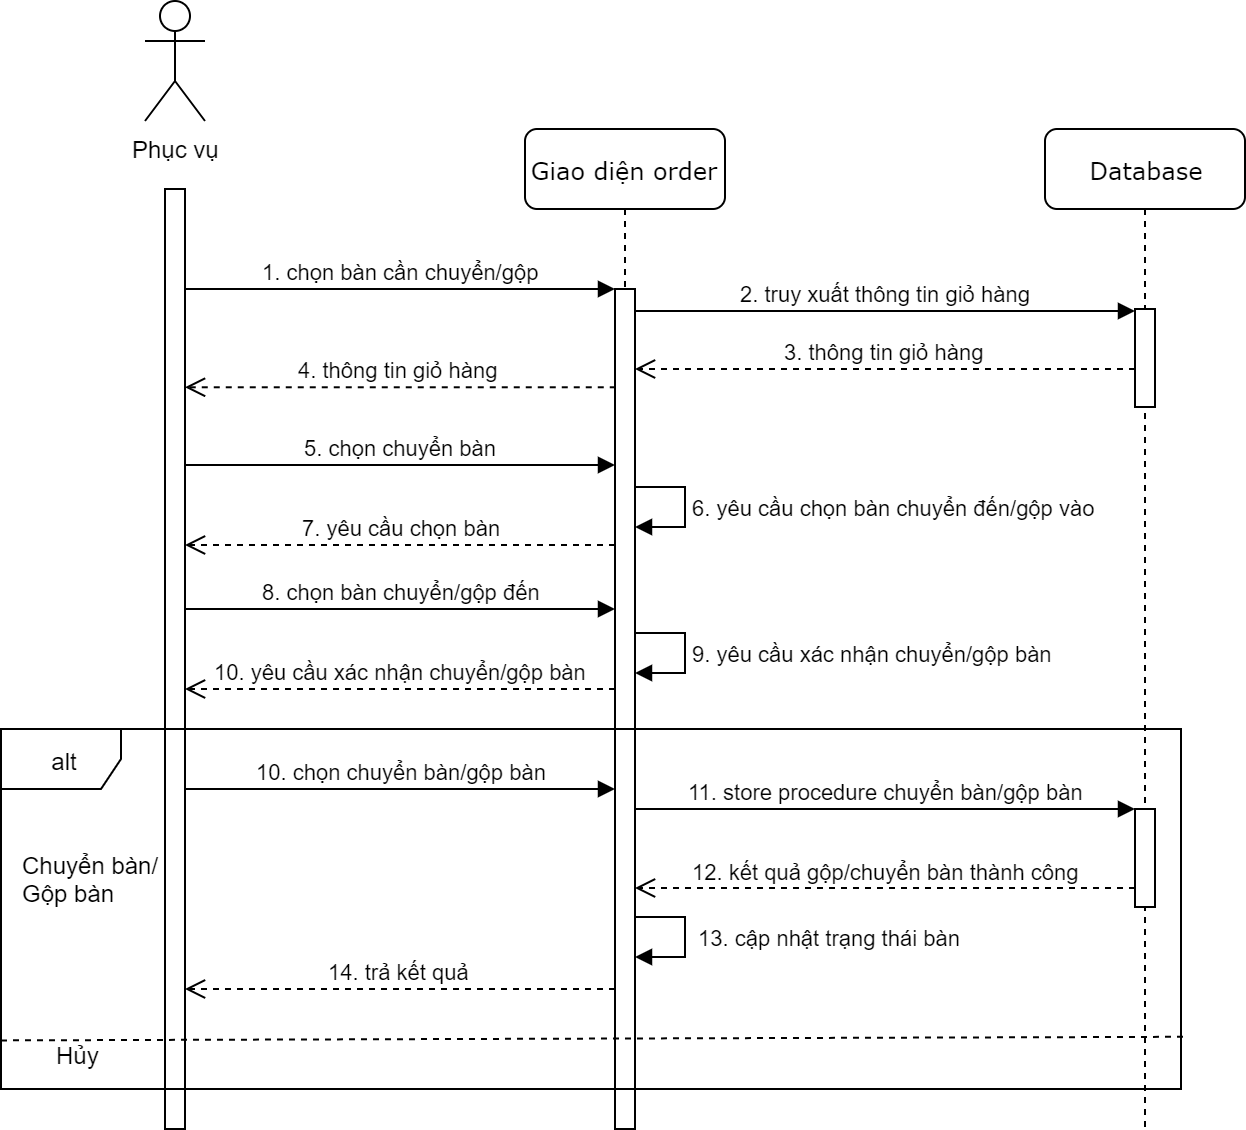 Phục vụ
Giao diện order
Database
1. chọn bàn cần chuyển/gộp
2. truy xuất thông tin giỏ hàng
3. thông tin giỏ hàng
4. thông tin giỏ hàng
5. chọn chuyển bàn
6. yêu cầu chọn bàn chuyển đến/gộp vào
7. yêu cầu chọn bàn
8. chọn bàn chuyển/gộp đến
9. yêu cầu xác nhận chuyển/gộp bàn
10. yêu cầu xác nhận chuyển/gộp bàn
alt
10. chọn chuyển bàn/gộp bàn
11. store procedure chuyển bàn/gộp bàn
Chuyển bàn/
Gộp bàn
12. kết quả gộp/chuyển bàn thành công
13. cập nhật trạng thái bàn
14. trả kết quả
Hủy